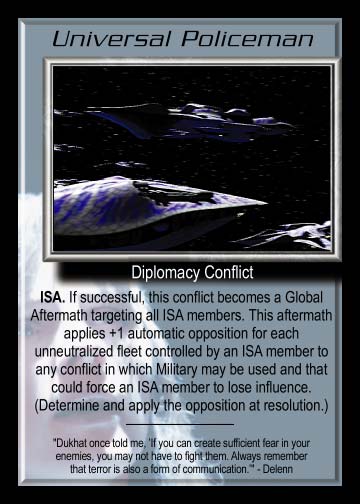 Universal Policeman
Diplomacy Conflict
ISA. If successful, this conflict becomes a Global
Aftermath targeting all ISA members. This aftermath
applies +1 automatic opposition for each
unneutralized fleet controlled by an ISA member to
any conflict in which Military may be used and that
could force an ISA member to lose influence.
(Determine and apply the opposition at resolution.)
"Dukhat once told me, 'If you can create sufficient fear in your
enemies, you may not have to fight them. Always remember
that terror is also a form of communication.'" - Delenn